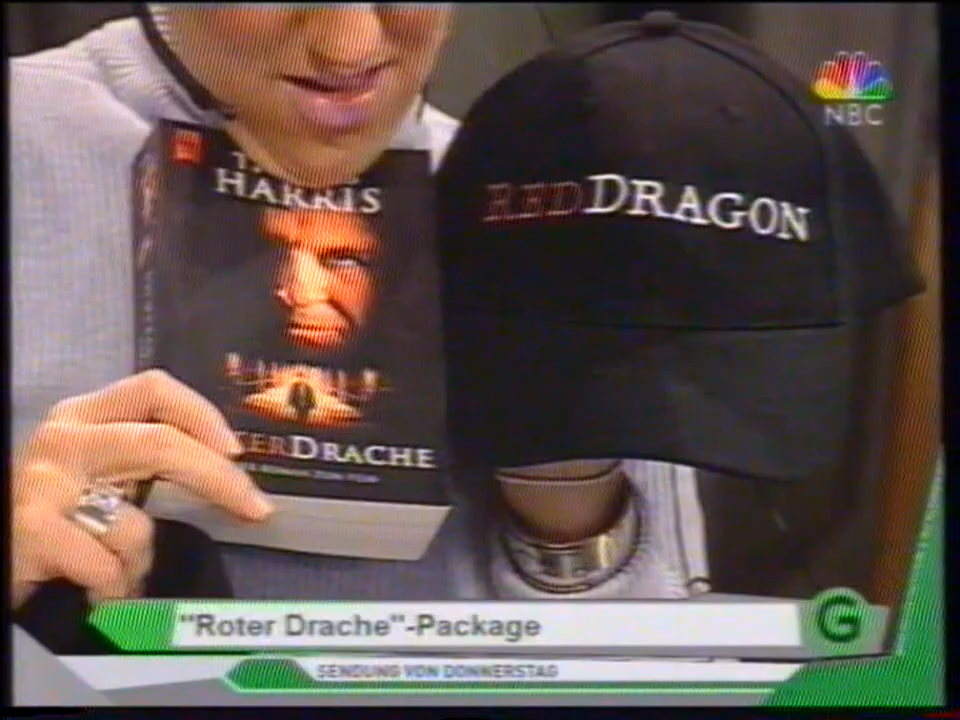 NBC
HARRIS
REDDRAGON
DRACHE
"Roter Drache"-Package
G
SENDUNG VON DONNERSTAG